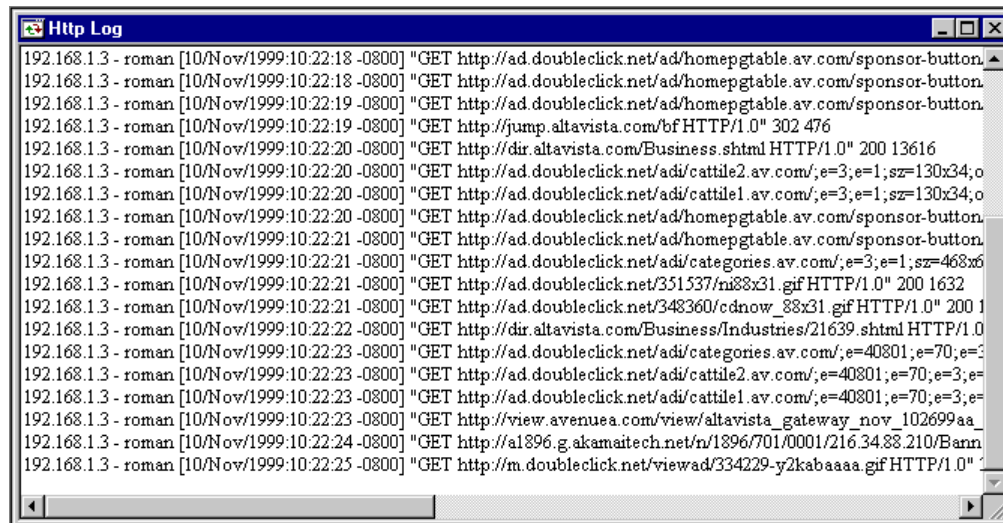 Http Log
192.168.1.3 - roman [10/Nov/1999:10:22:18 -0800] "GET http://ad.doubleclick.net/ad/homepgtable.av.com/sponsor-button.
192.168.1.3 - roman [10/Nov/1999:10:22:18 -0800] "GET http://ad.doubleclick.net/ad/homepgtable.av.com/sponsor-button.
192.168.1.3 - roman [10/Nov/1999:10:22:19 -0800] "GET http://ad.doubleclick.net/ad/homepgtable.av.com/sponsor-button.
192.168.1.3 - roman [10/Nov/1999:10:22:19 -0800] "GET http://jump.altavista.com/bf HTTP/1.0" 302 476
192.168.1.3 - roman [10/Nov/1999:10:22:20 -0800] "GET http://dir.altavista.com/Business.shtml HTTP/1.0" 200 13616
192.168.1.3 - roman [10/Nov/1999:10:22:20 -0800] "GET http://ad.doubleclick.net/adi/cattile2.av.com/;e=3;e=1;sz=130x34;o
192.168.1.3 - roman [10/Nov/1999:10:22:20 -0800] "GET http://ad.doubleclick.net/adi/cattile1.av.com/;e=3;e=1;sz=130x34;o
192.168.1.3 - roman [10/Nov/1999:10:22:20 -0800] "GET http://ad.doubleclick.net/ad/homepgtable.av.com/sponsor-button.
192.168.1.3 - roman [10/Nov/1999:10:22:21 -0800] "GET http://ad.doubleclick.net/ad/homepgtable.av.com/sponsor-button.
192.168.1.3 - roman [10/Nov/1999:10:22:21 -0800] "GET http://ad.doubleclick.net/adi/categories.av.com/;e=3;e=1;sz=468x6
192.168.1.3 - roman [10/Nov/1999:10:22:21 -0800] "GET http://ad.doubleclick.net/351537/ni88x31.gif HTTP/1.0" 200 1632
192.168.1.3 - roman [10/Nov/1999:10:22:21 -0800] "GET http://ad.doubleclick.net/348360/cdnow_88x31.gif HTTP/1.0" 200 1
192.168.1.3 - roman [10/Nov/1999:10:22:22 -0800] "GET http://dir.altavista.com/Business/Industries/21639.shtml HTTP/1.0
192.168.1.3 - roman [10/Nov/1999:10:22:23 -0800] "GET http://ad.doubleclick.net/adi/categories.av.com/;e=40801;e=70;e=3
192.168.1.3 - roman [10/Nov/1999:10:22:23 -0800] "GET http://ad.doubleclick.net/adi/cattile2.av.com/;e=40801;e=70;e=3;e=
192.168.1.3 - roman [10/Nov/1999:10:22:23 -0800] "GET http://ad.doubleclick.net/adi/cattile1.av.com/;e=40801;e=70;e=3;e=
192.168.1.3 - roman [10/Nov/1999:10:22:23 -0800] "GET http://view.avenuea.com/view/altavista_gateway_nov_102699aa_
192.168.1.3 - roman [10/Nov/1999:10:22:24 -0800] "GET http://a1896.g.akamaitech.net/n/1896/701/0001/216.34.88.210/Bann
192.168.1.3 - roman [10/Nov/1999:10:22:25 -0800] "GET http://m.doubleclick.net/viewad/334229-y2kabaaaa.gif HTTP/1.0"